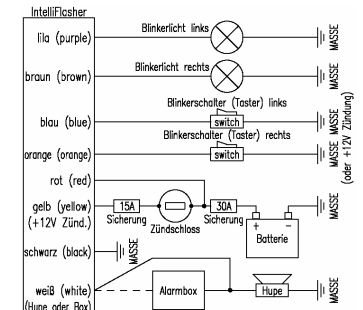 IntelliFlasher
lila (purple)
Blinkerlicht links
MASSE
braun (brown)
Blinkerlicht rechts
MASSE
Blinkerschalter (Taster) links
blau (blue)
switch
MASSE
Blinkerschalter (Taster) rechts
orange (orange)
switch
MASSE
(oder +12V Zündung)
rot (red)
gelb (yellow)
15A
30A
MASSE
(+12V Zünd.)
Sicherung
Zündschloss
Sicherung
+ −
Batterie
schwarz (black)
MASSE
weiß (white)
Alarmbox
Hupe
MASSE
(Hupe oder Box)